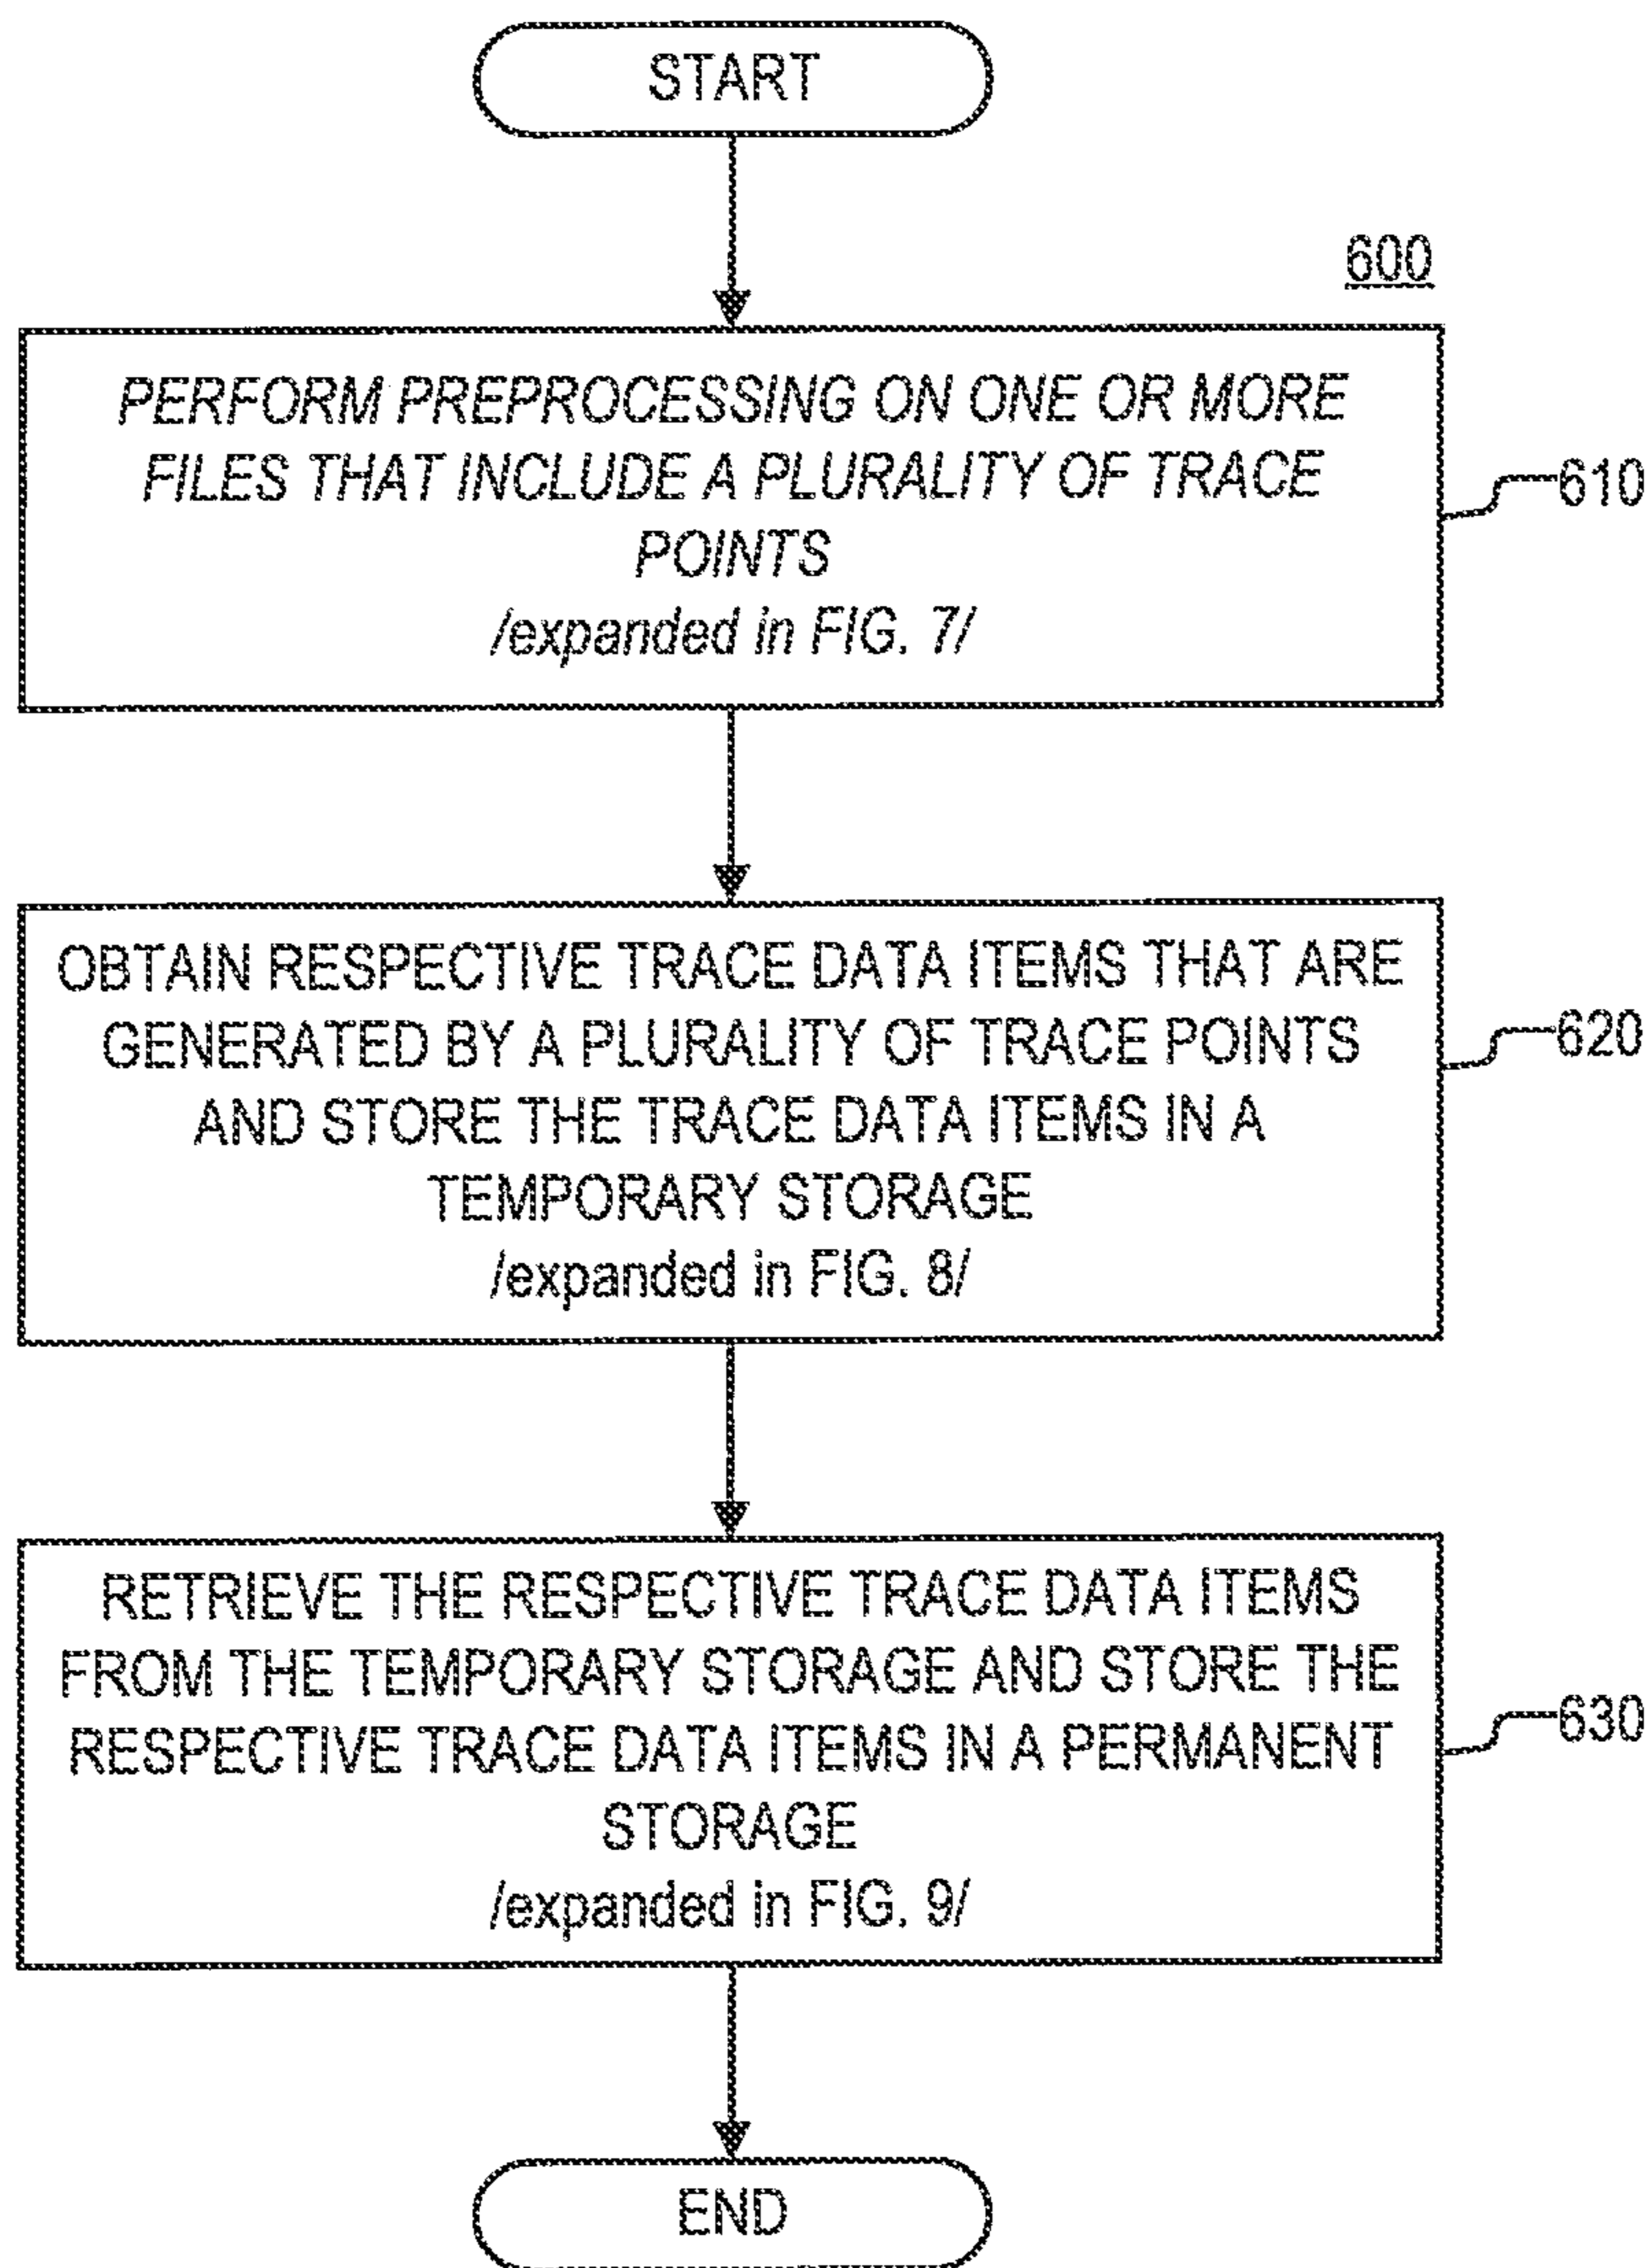 START
600
PERFORM PREPROCESSING ON ONE OR MORE
FILES THAT INCLUDE A PLURALITY OF TRACE
POINTS
/expanded in FIG. 7/
610
OBTAIN RESPECTIVE TRACE DATA ITEMS THAT ARE
GENERATED BY A PLURALITY OF TRACE POINTS
AND STORE THE TRACE DATA ITEMS IN A
TEMPORARY STORAGE
/expanded in FIG. 8/
620
RETRIEVE THE RESPECTIVE TRACE DATA ITEMS
FROM THE TEMPORARY STORAGE AND STORE THE
RESPECTIVE TRACE DATA ITEMS IN A PERMANENT
STORAGE
/expanded in FIG. 9/
630
END